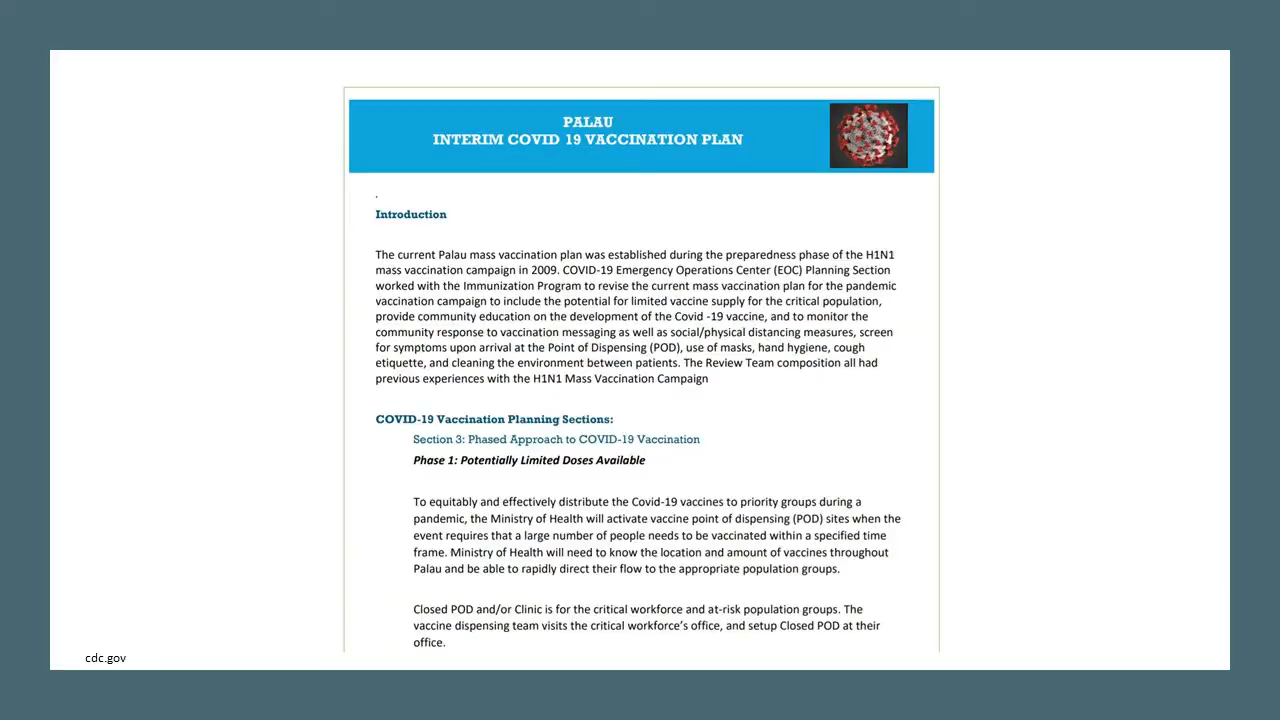 PALAU
INTERIM COVID 19 VACCINATION PLAN
.
Introduction
The current Palau mass vaccination plan was established during the preparedness phase of the H1N1
mass vaccination campaign in 2009. COVID-19 Emergency Operations Center (EOC) Planning Section
worked with the Immunization Program to revise the current mass vaccination plan for the pandemic
vaccination campaign to include the potential for limited vaccine supply for the critical population,
provide community education on the development of the Covid -19 vaccine, and to monitor the
community response to vaccination messaging as well as social/physical distancing measures, screen
for symptoms upon arrival at the Point of Dispensing (POD), use of masks, hand hygiene, cough
etiquette, and cleaning the environment between patients. The Review Team composition all had
previous experiences with the H1N1 Mass Vaccination Campaign
COVID-19 Vaccination Planning Sections:
Section 3: Phased Approach to COVID-19 Vaccination
Phase 1: Potentially Limited Doses Available
To equitably and effectively distribute the Covid-19 vaccines to priority groups during a
pandemic, the Ministry of Health will activate vaccine point of dispensing (POD) sites when the
event requires that a large number of people needs to be vaccinated within a specified time
frame. Ministry of Health will need to know the location and amount of vaccines throughout
Palau and be able to rapidly direct their flow to the appropriate population groups.
Closed POD and/or Clinic is for the critical workforce and at-risk population groups. The
vaccine dispensing team visits the critical workforce's office, and setup Closed POD at their
office.
cdc.gov